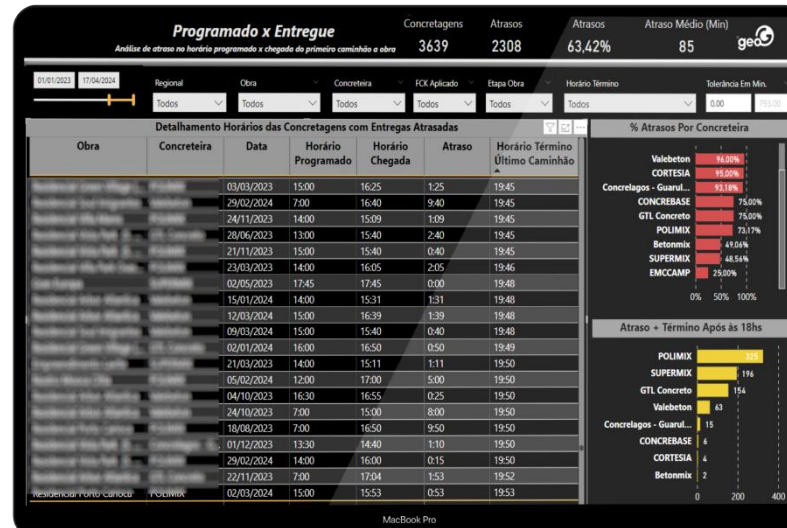 Programado x Entregue
Análise de atraso no horário programado x chegada do primeiro caminhão a obra
Concretagens Atrasos Atrasos Atraso Médio (Min)
3639 2308 63,42% 85
geo
01/01/2023 17/04/2024
Regional Obra Concreteira FCK Aplicado Etapa Obra Horário Término Tolerância Em Min.
Todos Todos Todos Todos Todos Todos 0.00 793.00
Detalhamento Horários das Concretagens com Entregas Atrasadas
Obra Concreteira Data Horário Programado Horário Chegada Atraso Horário Término Último Caminhão
03/03/2023 15:00 16:25 1:25 19:45
29/02/2024 7:00 16:40 9:40 19:45
24/11/2023 14:00 15:09 1:09 19:45
28/06/2023 13:00 15:40 2:40 19:45
21/11/2023 15:00 15:40 0:40 19:45
23/03/2023 14:00 16:05 2:05 19:46
02/05/2023 17:45 17:45 0:00 19:48
15/01/2024 14:00 15:31 1:31 19:48
12/03/2024 15:00 16:39 1:39 19:48
09/03/2024 15:00 15:40 0:40 19:48
02/01/2024 16:00 16:50 0:50 19:49
21/03/2023 14:00 15:11 1:11 19:50
05/02/2024 12:00 17:00 5:00 19:50
04/10/2023 16:30 16:55 0:25 19:50
24/10/2023 7:00 15:00 8:00 19:50
18/08/2023 7:00 16:50 9:50 19:50
01/12/2023 13:30 14:40 1:10 19:50
29/02/2024 14:00 16:00 0:15 19:50
22/11/2023 7:00 17:04 1:53 19:52
Residencial Porto Carioca POLIMIX 02/03/2024 15:00 15:53 0:53 19:53
% Atrasos Por Concreteira
Valebeton 96,00%
CORTESIA 95,00%
Concrelagos - Guarul... 93,18%
CONCREBASE 75,00%
GTL Concreto 75,00%
POLIMIX 73,17%
Betonmix 49,06%
SUPERMIX 48,56%
EMCCAMP 25,00%
0% 50% 100%
Atraso + Término Após às 18hs
POLIMIX 325
SUPERMIX 196
GTL Concreto 154
Valebeton 63
Concrelagos - Guarul... 15
CONCREBASE 6
CORTESIA 4
Betonmix 2
0 200 400
MacBook Pro